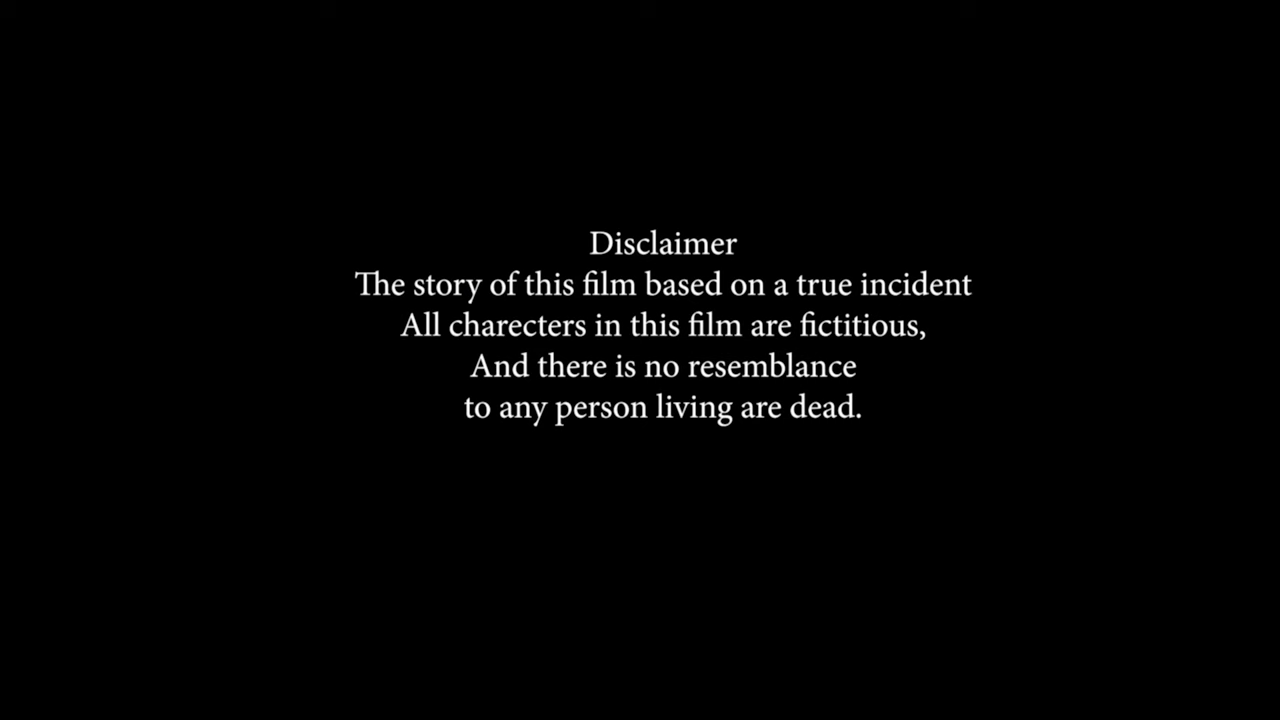 Disclaimer
The story of this film based on a true incident
All charecters in this film are fictitious,
And there is no resemblance
to any person living are dead.